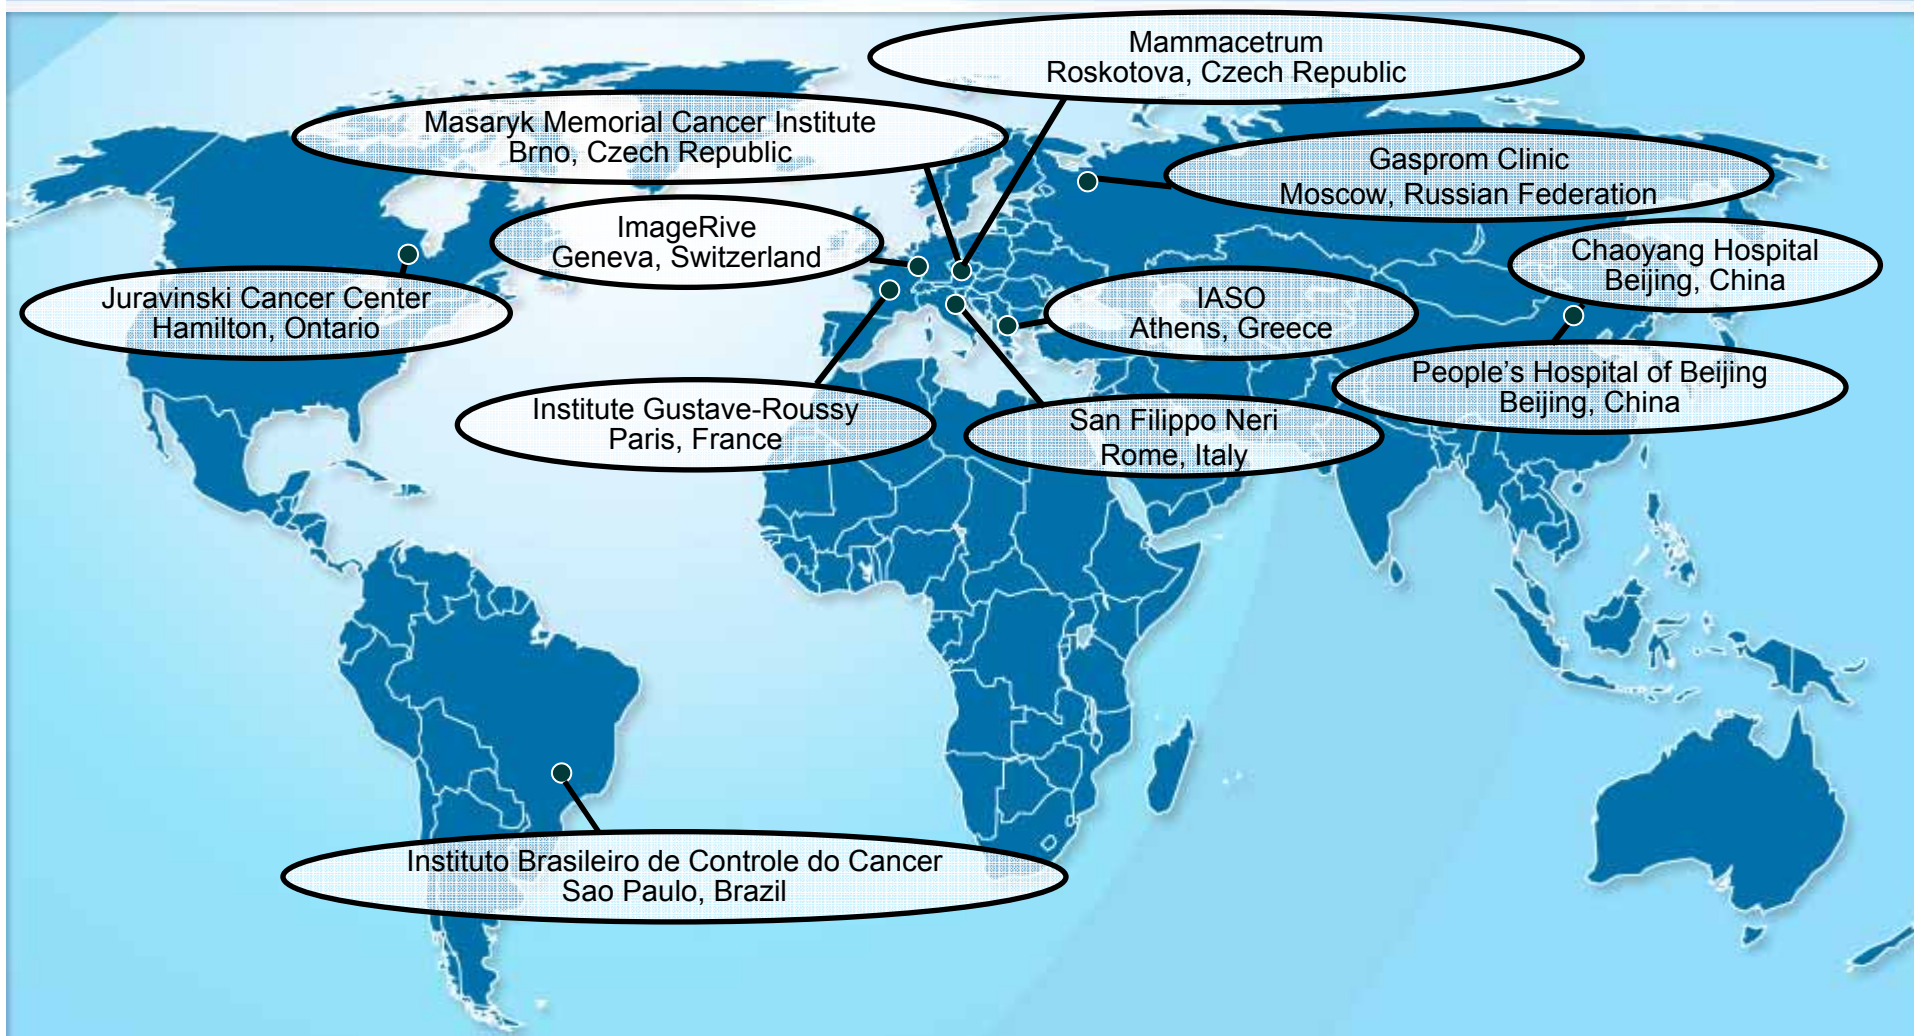 Mammacetrum
Roskotova, Czech Republic
Masaryk Memorial Cancer Institute
Brno, Czech Republic
Gasprom Clinic
Moscow, Russian Federation
ImageRive
Geneva, Switzerland
Chaoyang Hospital
Beijing, China
Juravinski Cancer Center
Hamilton, Ontario
IASO
Athens, Greece
People’s Hospital of Beijing
Beijing, China
Institute Gustave-Roussy
Paris, France
San Filippo Neri
Rome, Italy
Instituto Brasileiro de Controle do Cancer
Sao Paulo, Brazil